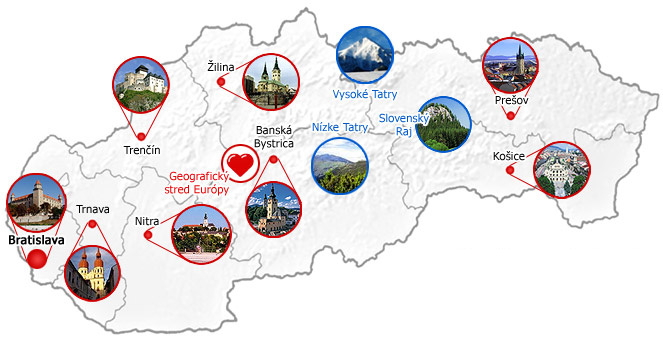 Žilina
Vysoké Tatry
Prešov
Trenčín
Banská
Bystrica
Nízke Tatry
Slovenský
Raj
Košice
Geografický
stred Európy
Trnava
Nitra
Bratislava